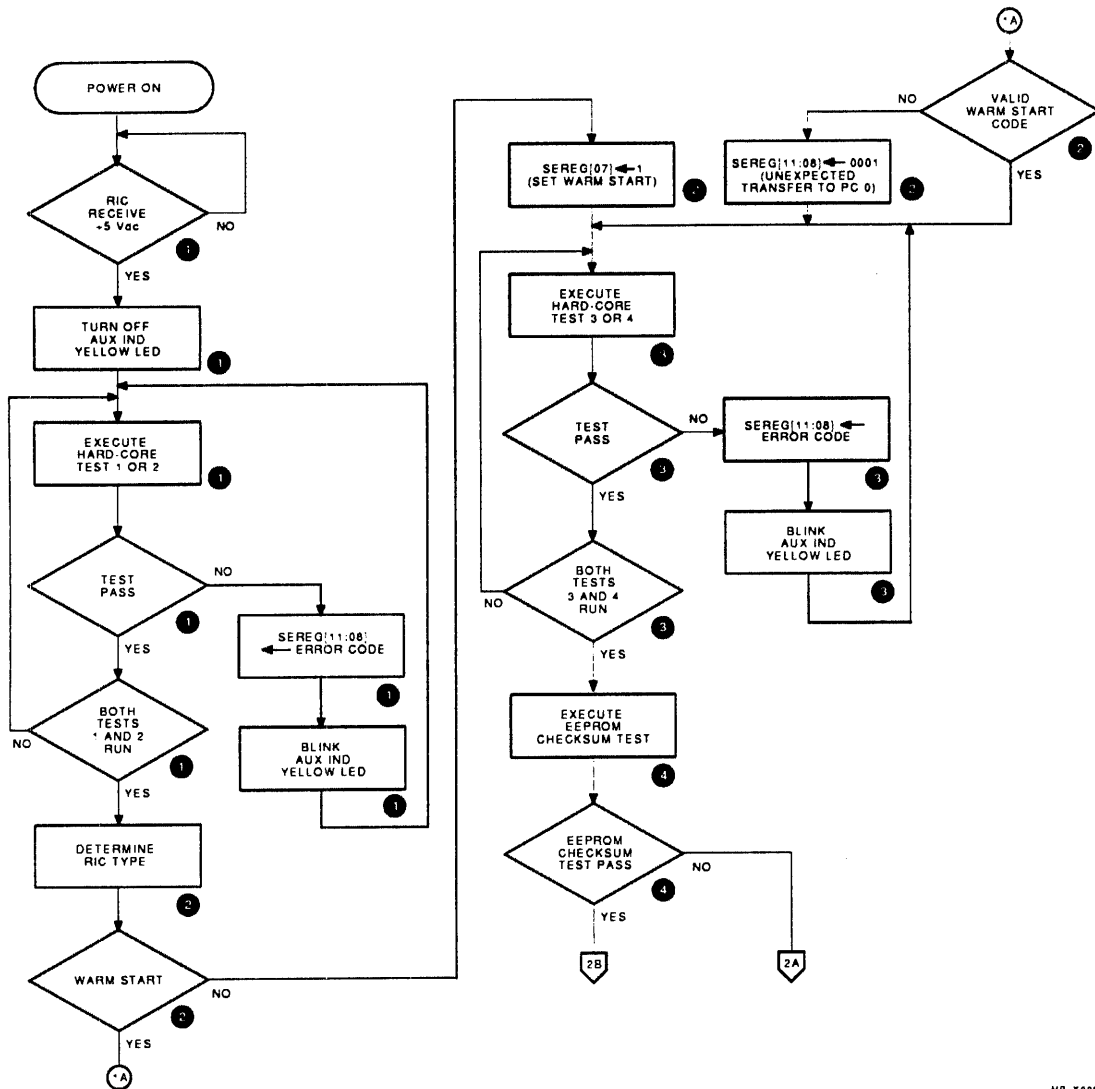 POWER ON
RIC
RECEIVE
+5 Vdc
NO
1
YES
TURN OFF
AUX IND
YELLOW LED
1
EXECUTE
HARD-CORE
TEST 1 OR 2
1
TEST
PASS
NO
1
YES
SEREG[11:08]
← ERROR CODE
1
BOTH
TESTS
1 AND 2
RUN
NO
1
YES
BLINK
AUX IND
YELLOW LED
1
DETERMINE
RIC TYPE
2
WARM START
NO
2
YES
*A
SEREG[07]←1
(SET WARM START)
2
*A
VALID
WARM START
CODE
NO
2
YES
SEREG[11:08]←0001
(UNEXPECTED
TRANSFER TO PC 0)
2
EXECUTE
HARD-CORE
TEST 3 OR 4
3
TEST
PASS
NO
3
YES
SEREG[11:08]←
ERROR CODE
3
BLINK
AUX IND
YELLOW LED
3
BOTH
TESTS
3 AND 4
RUN
NO
3
YES
EXECUTE
EEPROM
CHECKSUM TEST
4
EEPROM
CHECKSUM
TEST PASS
NO
4
YES
2B
2A